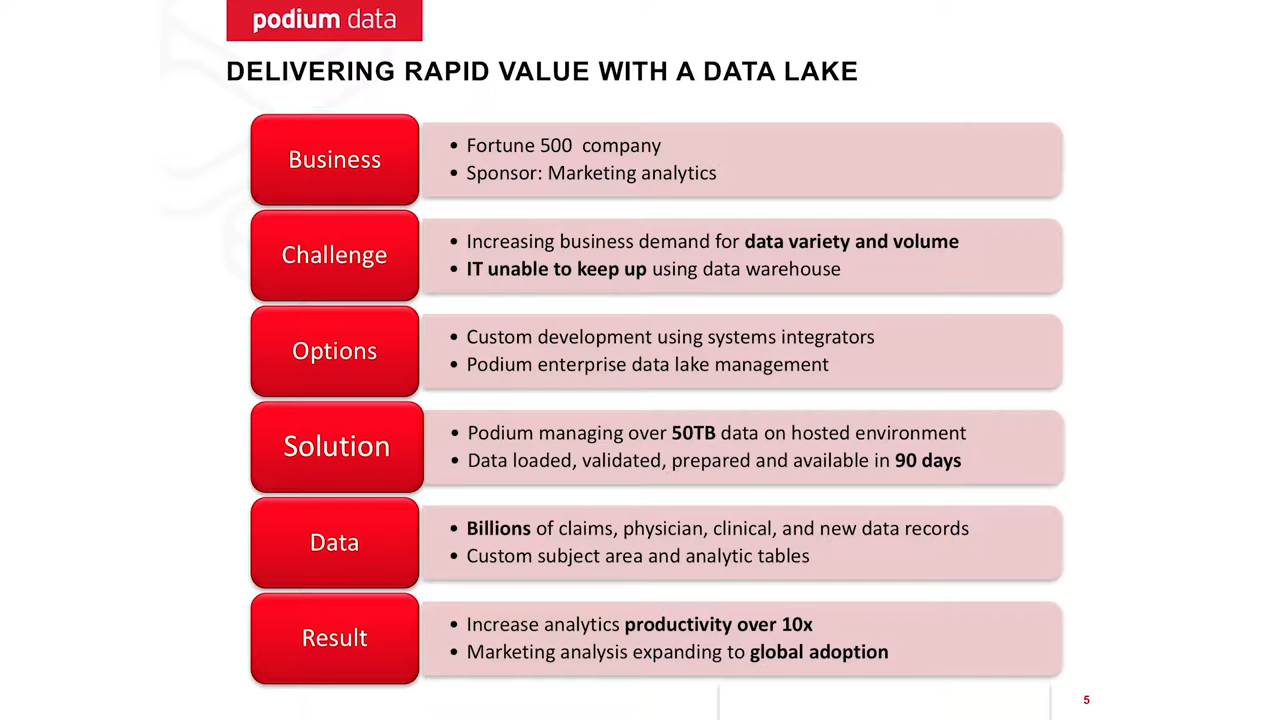 podium data
DELIVERING RAPID VALUE WITH A DATA LAKE
Business
• Fortune 500 company
• Sponsor: Marketing analytics
Challenge
• Increasing business demand for data variety and volume
• IT unable to keep up using data warehouse
Options
• Custom development using systems integrators
• Podium enterprise data lake management
Solution
• Podium managing over 50TB data on hosted environment
• Data loaded, validated, prepared and available in 90 days
Data
• Billions of claims, physician, clinical, and new data records
• Custom subject area and analytic tables
Result
• Increase analytics productivity over 10x
• Marketing analysis expanding to global adoption
5